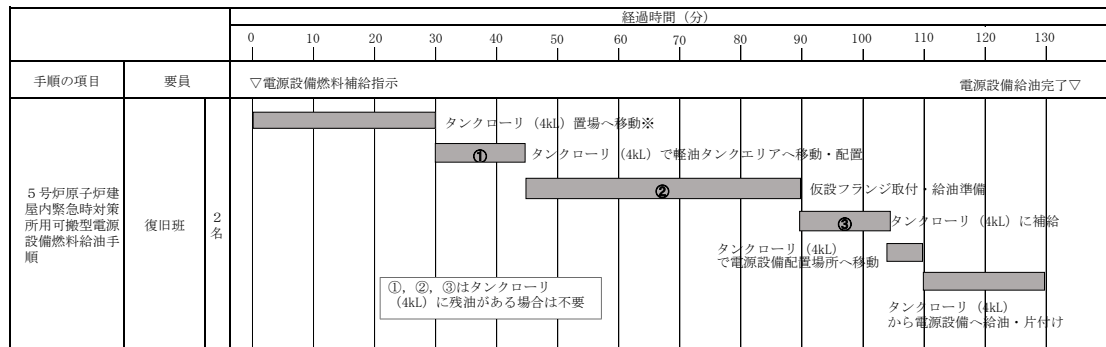 経過時間（分）
0 10 20 30 40 50 60 70 80 90 100 110 120 130
手順の項目 要員 ▽電源設備燃料補給指示 電源設備給油完了▽
タンクローリ（4kL）置場へ移動※
① タンクローリ（4kL）で軽油タンクエリアへ移動・配置
② 仮設フランジ取付・給油準備
５号炉原子炉建
屋内緊急時対策
所用可搬型電源
設備燃料給油手
順
復旧班
２
名
③ タンクローリ（4kL）に補給
タンクローリ（4kL）
で電源設備配置場所へ移動
①，②，③はタンクローリ
（4kL）に残油がある場合は不要
タンクローリ（4kL）
から電源設備へ給油・片付け